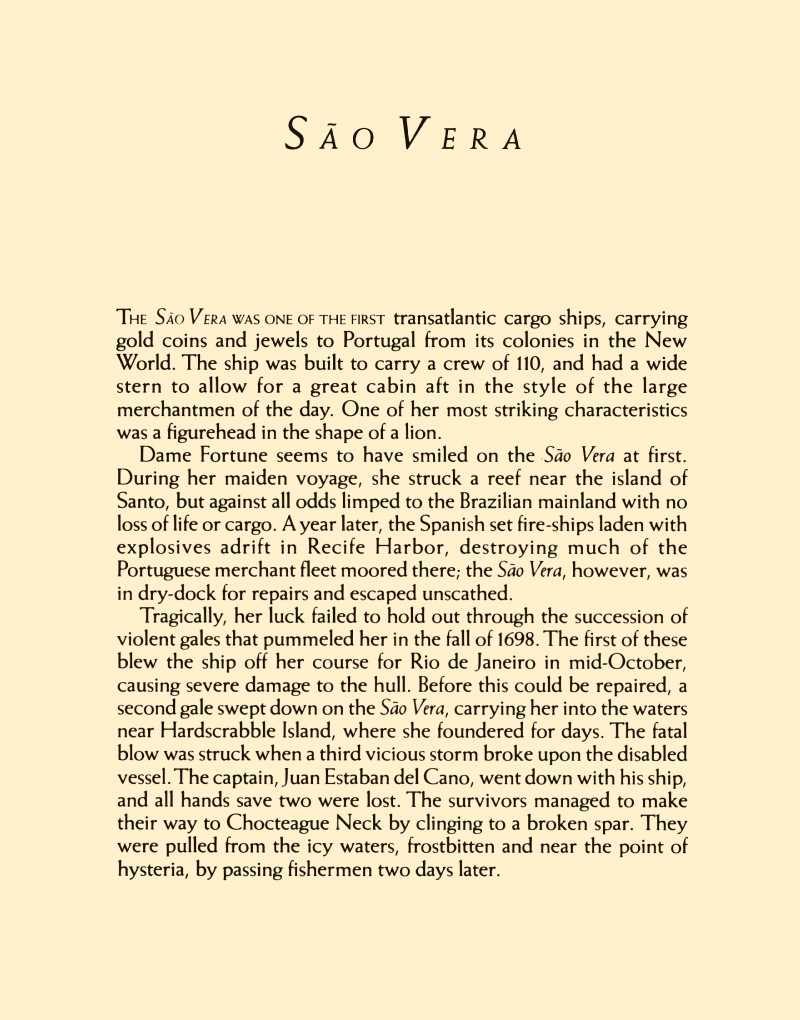 SÃO VERA
THE SÃO VERA WAS ONE OF THE FIRST transatlantic cargo ships, carrying
gold coins and jewels to Portugal from its colonies in the New
World. The ship was built to carry a crew of 110, and had a wide
stern to allow for a great cabin aft in the style of the large
merchantmen of the day. One of her most striking characteristics
was a figurehead in the shape of a lion.
Dame Fortune seems to have smiled on the São Vera at first.
During her maiden voyage, she struck a reef near the island of
Santo, but against all odds limped to the Brazilian mainland with no
loss of life or cargo. A year later, the Spanish set fire-ships laden with
explosives adrift in Recife Harbor, destroying much of the
Portuguese merchant fleet moored there; the São Vera, however, was
in dry-dock for repairs and escaped unscathed.
Tragically, her luck failed to hold out through the succession of
violent gales that pummeled her in the fall of 1698. The first of these
blew the ship off her course for Rio de Janeiro in mid-October,
causing severe damage to the hull. Before this could be repaired, a
second gale swept down on the São Vera, carrying her into the waters
near Hardscrabble Island, where she foundered for days. The fatal
blow was struck when a third vicious storm broke upon the disabled
vessel. The captain, Juan Estaban del Cano, went down with his ship,
and all hands save two were lost. The survivors managed to make
their way to Chocteague Neck by clinging to a broken spar. They
were pulled from the icy waters, frostbitten and near the point of
hysteria, by passing fishermen two days later.